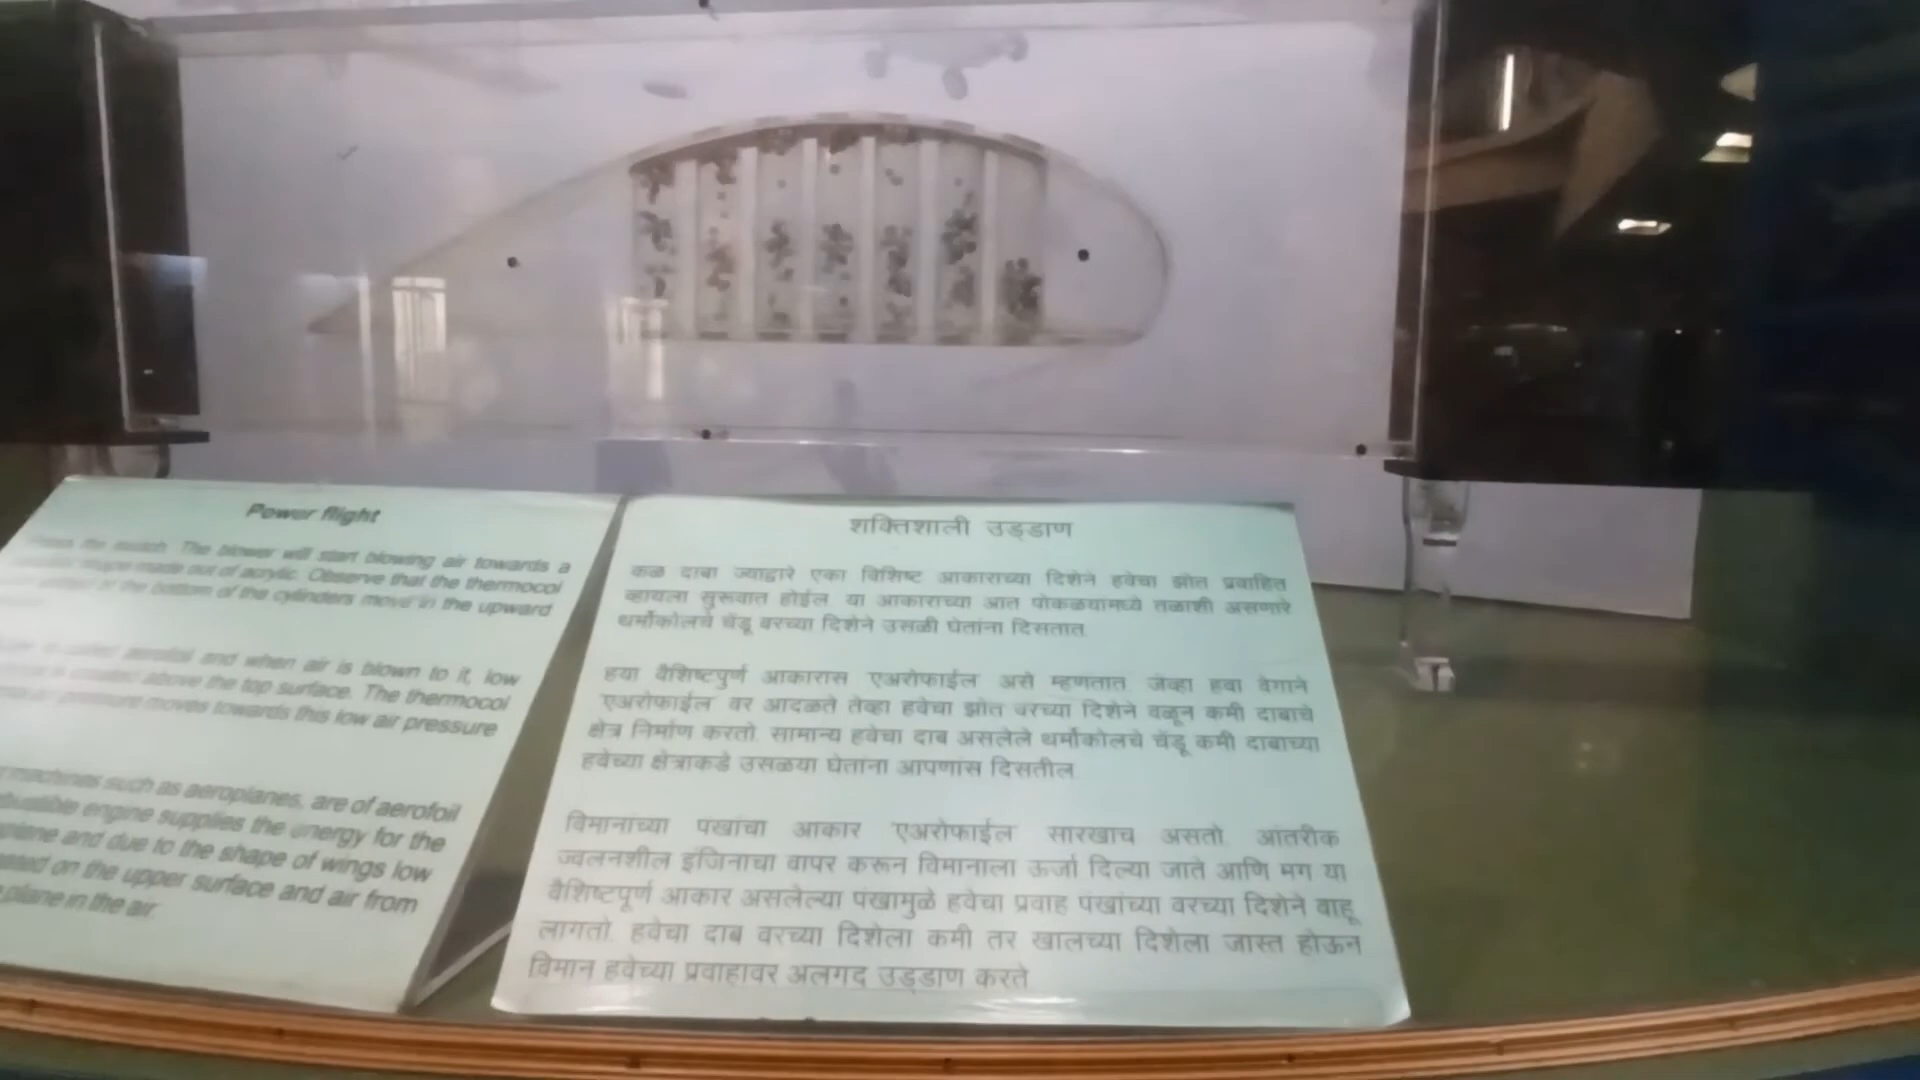 Power flight
the switch. The blower will start blowing air towards a
shape made out of acrylic. Observe that the thermocol
at the bottom of the cylinders move in the upward
aerofoil and when air is blown to it, low
is created above the top surface. The thermocol
pressure moves towards this low air pressure
machines such as aeroplanes, are of aerofoil
engine supplies the energy for the
plane and due to the shape of wings low
on the upper surface and air from
plane in the air.
शक्तिशाली उड्डाण
कळ दाबा ज्याद्वारे एका विशिष्ट आकाराच्या दिशेने हवेचा झोत प्रवाहित
व्हायला सुरूवात होईल. या आकाराच्या आत पोकळयांमध्ये तळाशी असणारे
थर्मोकोलचे चेंडू वरच्या दिशेने उसळी घेतांना दिसतात.
हया वैशिष्टपुर्ण आकारास 'एअरोफाईल' असे म्हणतात. जेव्हा हवा वेगाने
'एअरोफाईल' वर आदळते तेव्हा हवेचा झोत वरच्या दिशेने वळून कमी दाबाचे
क्षेत्र निर्माण करतो. सामान्य हवेचा दाब असलेले थर्मोकोलचे चेंडू कमी दाबाच्या
हवेच्या क्षेत्राकडे उसळया घेतांना आपणांस दिसतील.
विमानांच्या पंखांचा आकार 'एअरोफाईल' सारखाच असतो. आंतरीक
ज्वलनशील इंजिनाचा वापर करून विमानाला ऊर्जा दिल्या जाते आणि मग या
वैशिष्टपूर्ण आकार असलेल्या पंखामुळे हवेचा प्रवाह पंखांच्या वरच्या दिशेने वाहू
लागतो. हवेचा दाब वरच्या दिशेला कमी तर खालच्या दिशेला जास्त होऊन
विमान हवेच्या प्रवाहावर अलगद उड्डाण करते